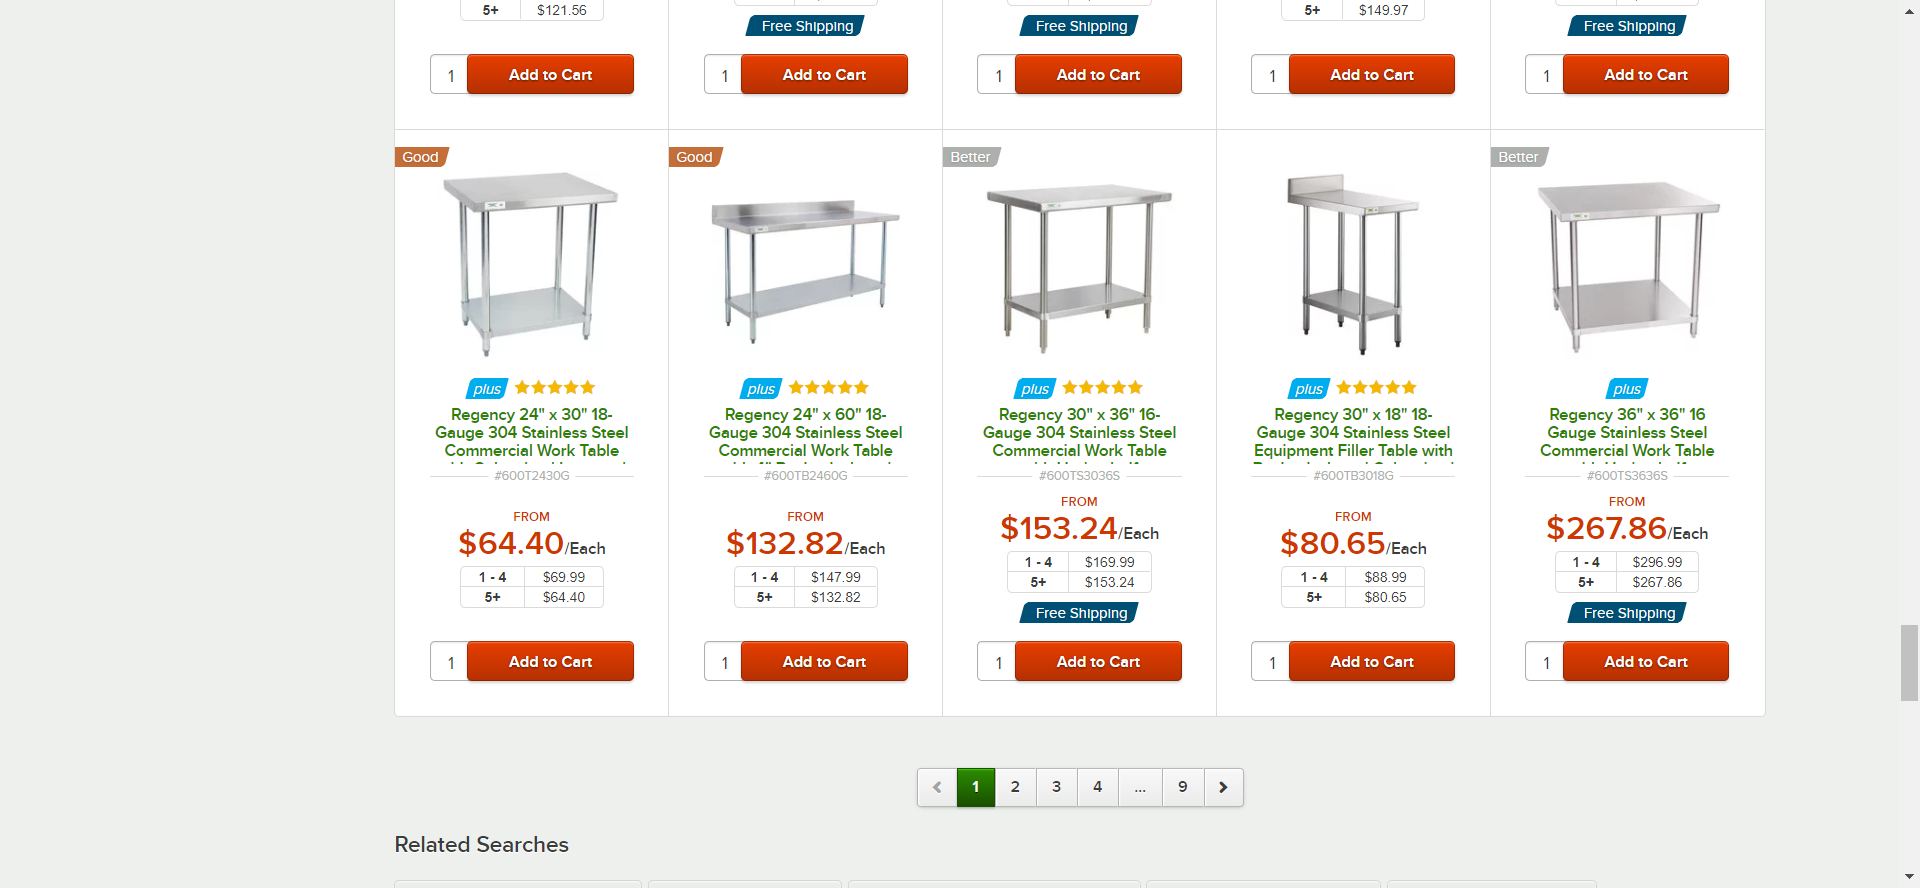 5+ $121.56
5+ $149.97
Free Shipping
Free Shipping
Free Shipping
1 Add to Cart
1 Add to Cart
1 Add to Cart
1 Add to Cart
1 Add to Cart
Good
plus
Regency 24" x 30" 18-
Gauge 304 Stainless Steel
Commercial Work Table
#600T2430G
FROM
$64.40/Each
1 - 4 $69.99
5+ $64.40
1 Add to Cart
Good
plus
Regency 24" x 60" 18-
Gauge 304 Stainless Steel
Commercial Work Table
#600TB2460G
FROM
$132.82/Each
1 - 4 $147.99
5+ $132.82
1 Add to Cart
Better
plus
Regency 30" x 36" 16-
Gauge 304 Stainless Steel
Commercial Work Table
#600TS3036S
FROM
$153.24/Each
1 - 4 $169.99
5+ $153.24
Free Shipping
1 Add to Cart
plus
Regency 30" x 18" 18-
Gauge 304 Stainless Steel
Equipment Filler Table with
#600TB3018G
FROM
$80.65/Each
1 - 4 $88.99
5+ $80.65
1 Add to Cart
Better
plus
Regency 36" x 36" 16
Gauge Stainless Steel
Commercial Work Table
#600TS3636S
FROM
$267.86/Each
1 - 4 $296.99
5+ $267.86
Free Shipping
1 Add to Cart
1 2 3 4 ... 9
Related Searches